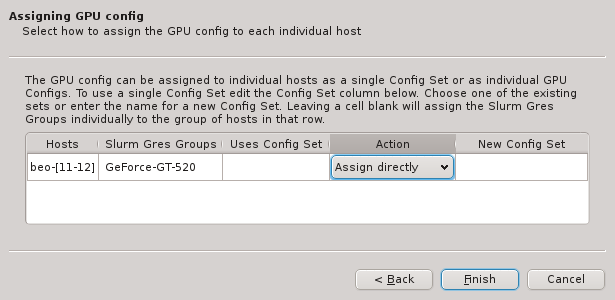 Assigning GPU config
Select how to assign the GPU config to each individual host
The GPU config can be assigned to individual hosts as a single Config Set or as individual GPU
Configs. To use a single Config Set edit the Config Set column below. Choose one of the existing
sets or enter the name for a new Config Set. Leaving a cell blank will assign the Slurm Gres
Groups individually to the group of hosts in that row.
Hosts Slurm Gres Groups Uses Config Set Action New Config Set
beo-[11-12] GeForce-GT-520 Assign directly
< Back Finish Cancel